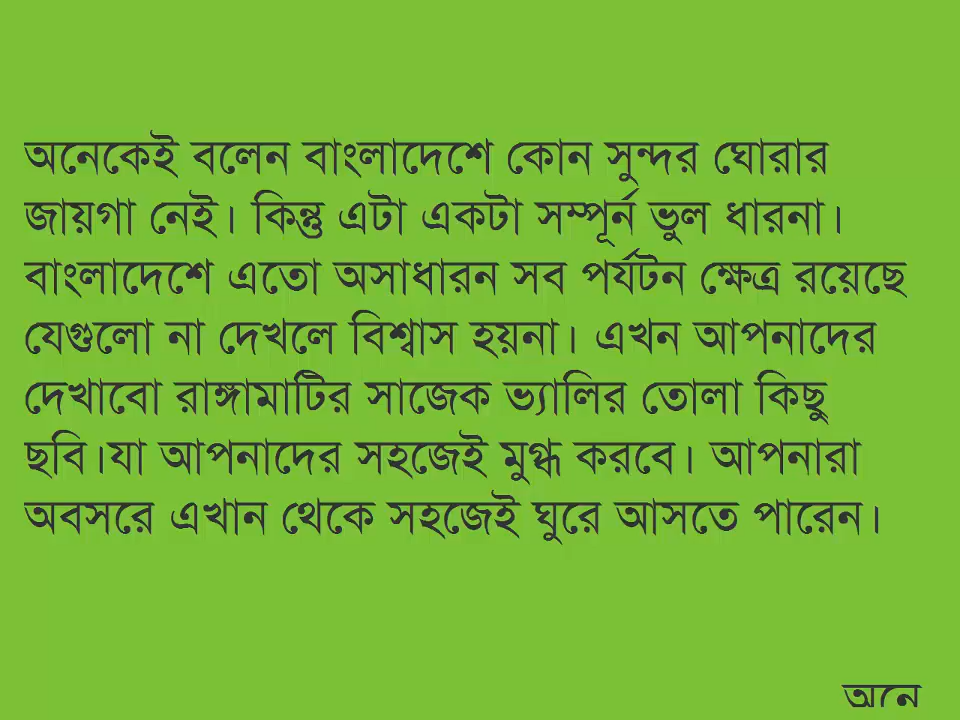 অনেকেই বলেন বাংলাদেশে কোন সুন্দর ঘোরার
জায়গা নেই। কিন্তু এটা একটা সম্পূর্ন ভুল ধারনা।
বাংলাদেশে এতো অসাধারন সব পর্যটন ক্ষেত্র রয়েছে
যেগুলো না দেখলে বিশ্বাস হয়না। এখন আপনাদের
দেখাবো রাঙ্গামাটির সাজেক ভ্যালির তোলা কিছু
ছবি।যা আপনাদের সহজেই মুগ্ধ করবে। আপনারা
অবসরে এখান থেকে সহজেই ঘুরে আসতে পারেন।
অনে